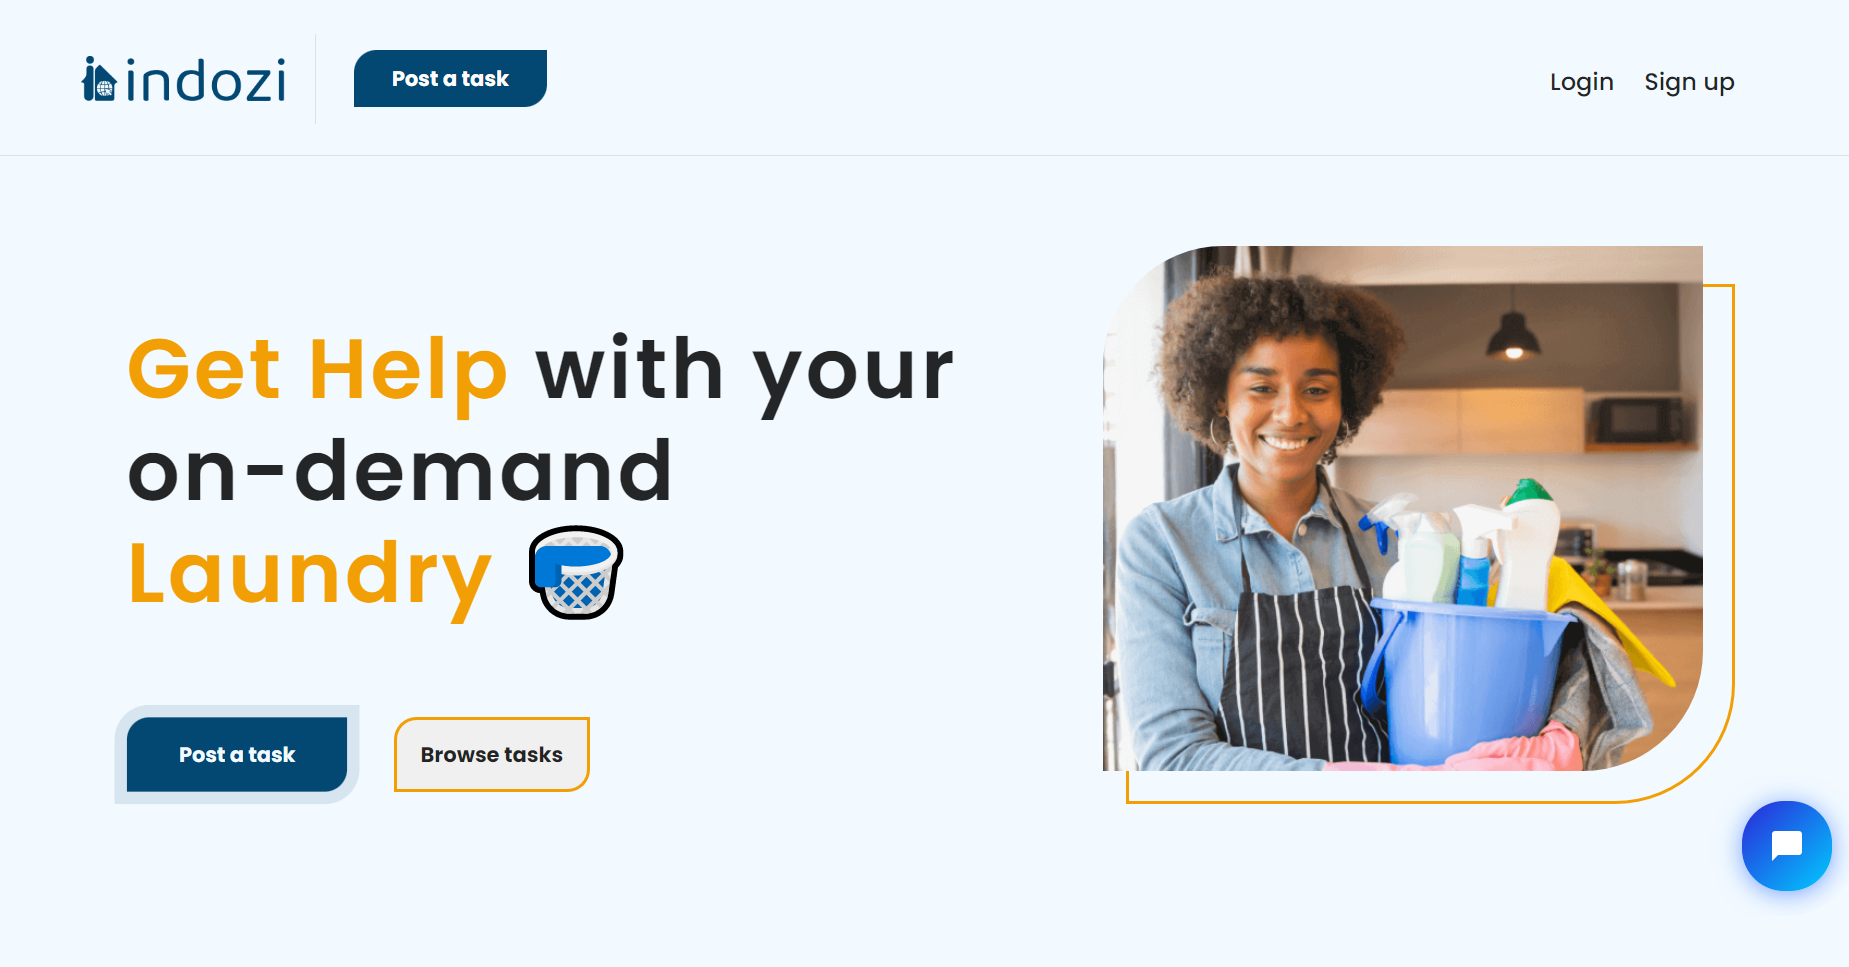 indozi
Post a task
Login
Sign up
Get Help with your
on-demand
Laundry
Post a task
Browse tasks